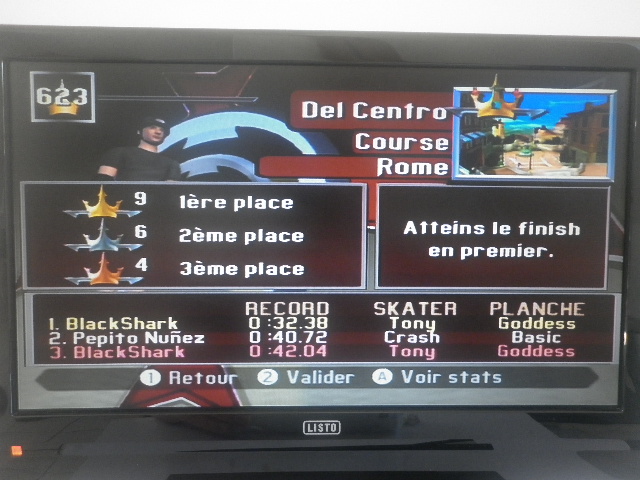 623
Del Centro
Course
Rome
9 1ère place
6 2ème place
4 3ème place
Atteins le finish
en premier.
RECORD SKATER PLANCHE
1. BlackShark 0:32.38 Tony Goddess
2. Pepito Nuñez 0:40.72 Crash Basic
3. BlackShark 0:42.04 Tony Goddess
1 Retour 2 Valider A Voir stats
LISTO